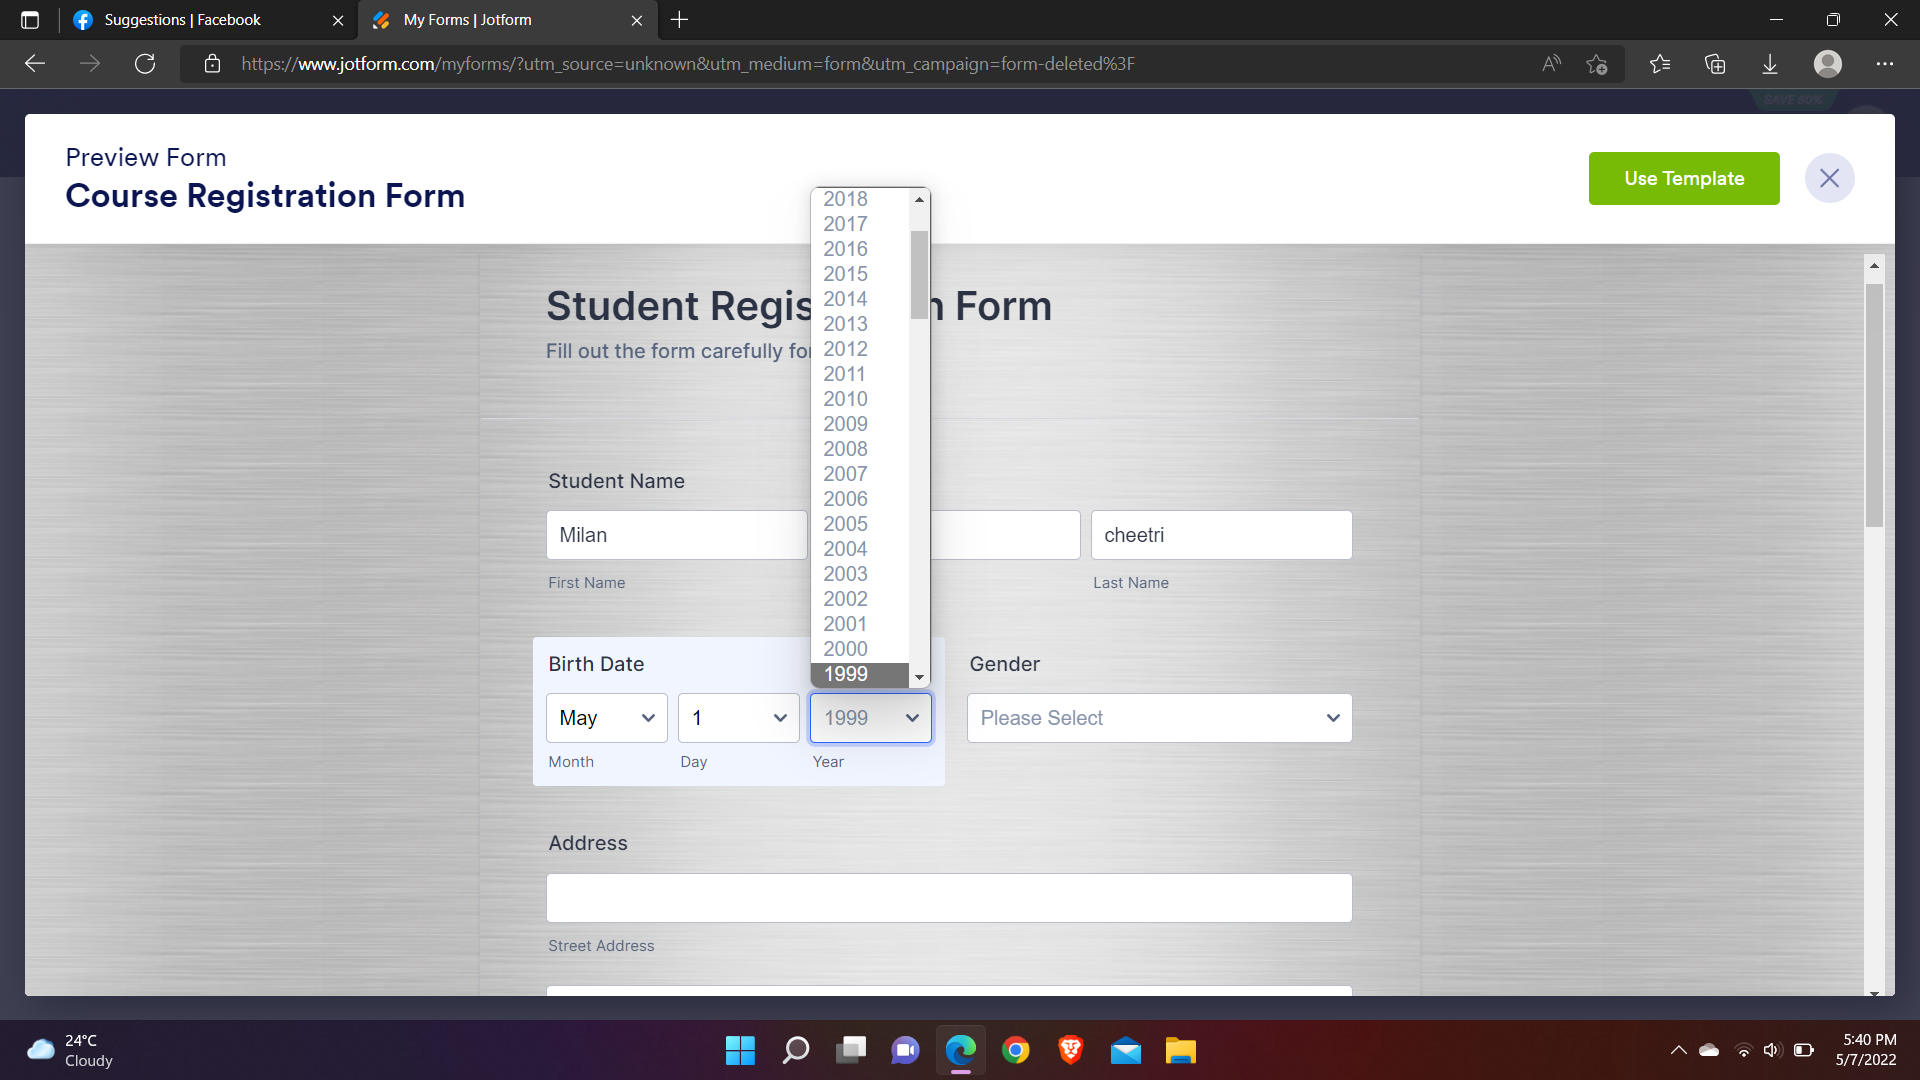 Suggestions | Facebook
My Forms | Jotform
https://www.jotform.com/myforms/?utm_source=unknown&utm_medium=form&utm_campaign=form-deleted%3F
SAVE 50%
Preview Form
Course Registration Form
Use Template
2018
2017
2016
2015
2014
2013
2012
2011
2010
2009
2008
2007
2006
2005
2004
2003
2002
2001
2000
1999
Student Regis n Form
Fill out the form carefully fo
Student Name
Milan
cheetri
First Name
Last Name
Birth Date
Gender
May
1
1999
Please Select
Month
Day
Year
Address
Street Address
24°C
Cloudy
5:40 PM
5/7/2022